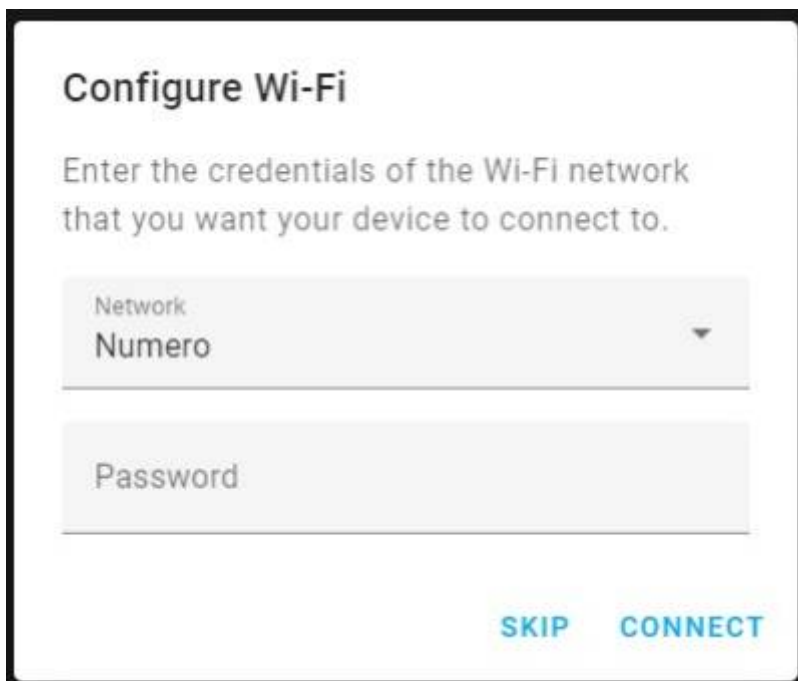 Configure Wi-Fi
Enter the credentials of the Wi-Fi network
that you want your device to connect to.
Network
Numero
Password
SKIP CONNECT